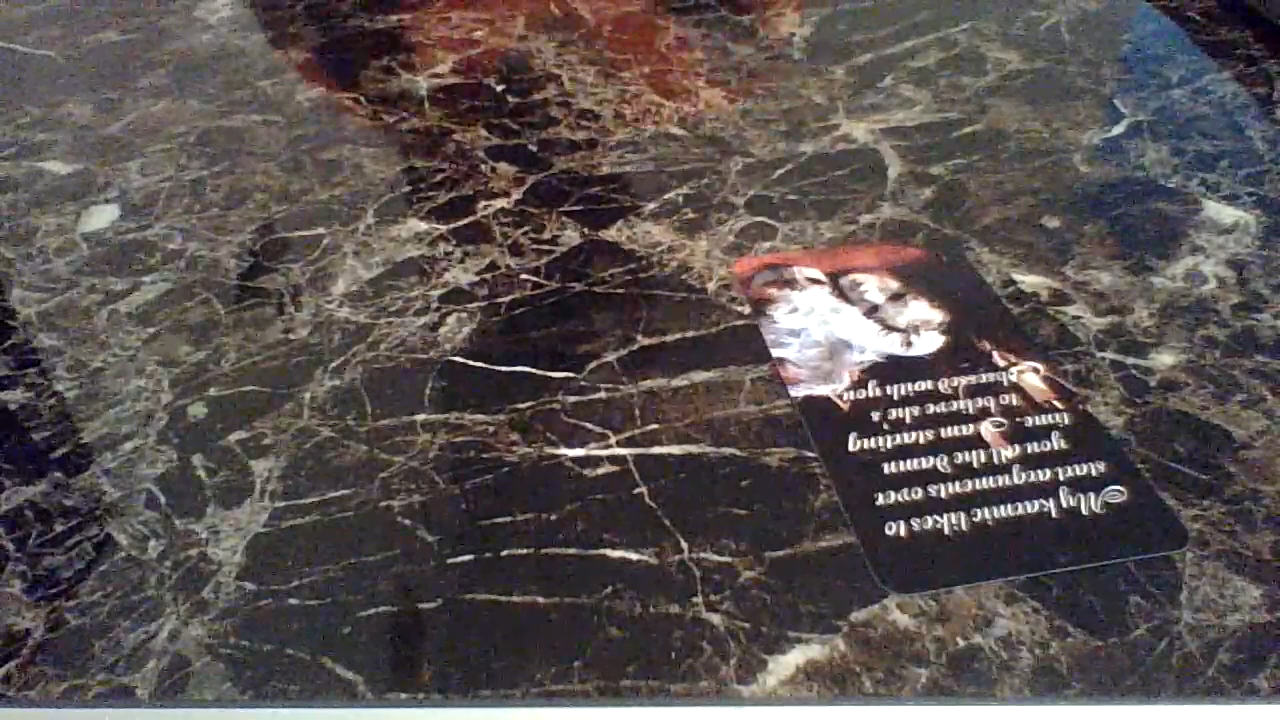 My karmic likes to
start arguments over
you all the damn
time. I am starting
to believe she's
obsessed with you